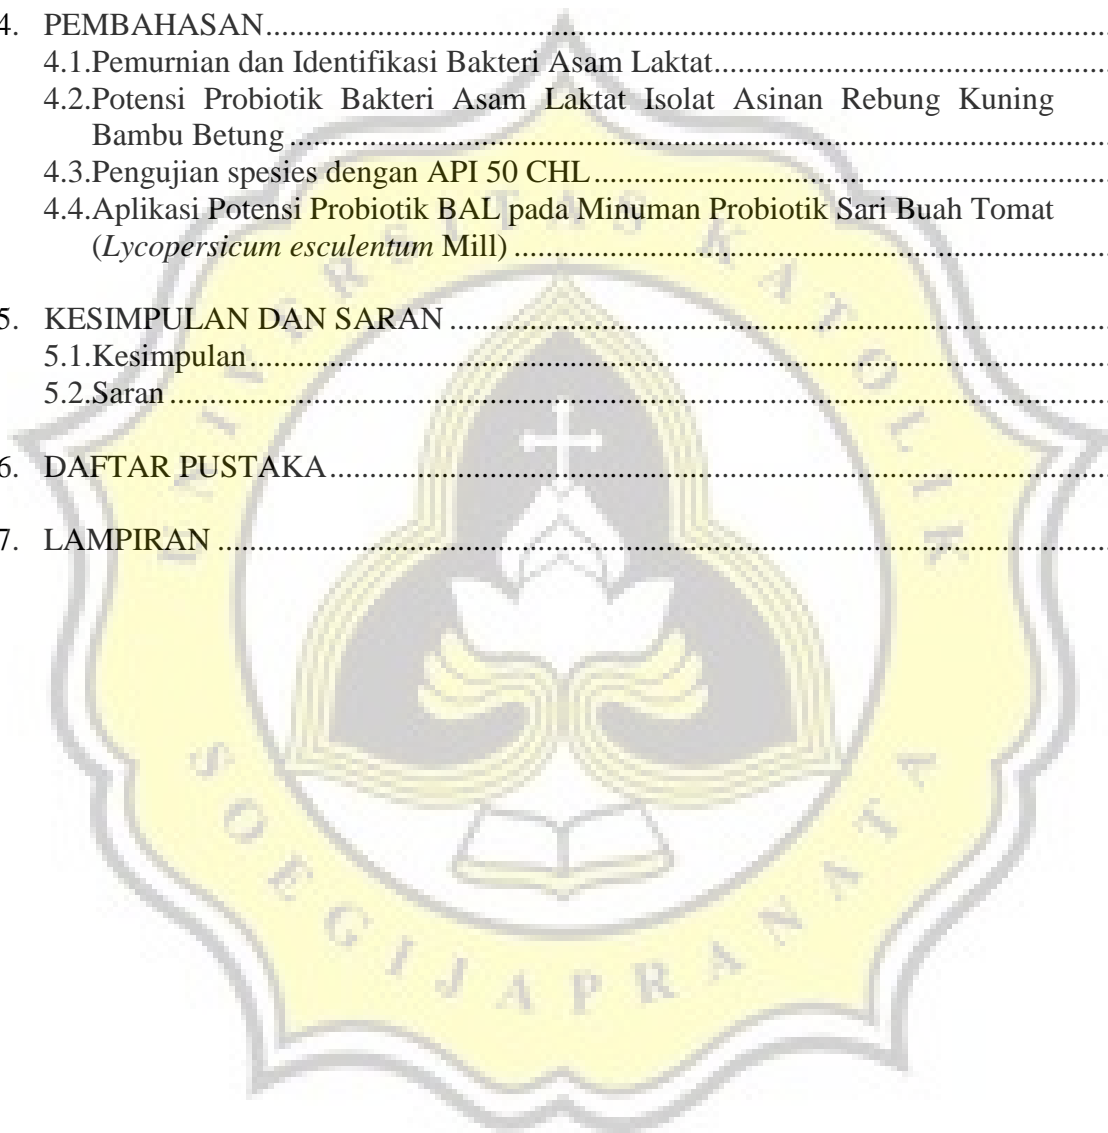 4. PEMBAHASAN
4.1.Pemurnian dan Identifikasi Bakteri Asam Laktat
4.2.Potensi Probiotik Bakteri Asam Laktat Isolat Asinan Rebung Kuning
Bambu Betung
4.3.Pengujian spesies dengan API 50 CHL
4.4.Aplikasi Potensi Probiotik BAL pada Minuman Probiotik Sari Buah Tomat
(Lycopersicum esculentum Mill)
5. KESIMPULAN DAN SARAN
5.1.Kesimpulan
5.2.Saran
6. DAFTAR PUSTAKA
7. LAMPIRAN
UNIVERSITAS KATOLIK
SOEGIJAPRANATA